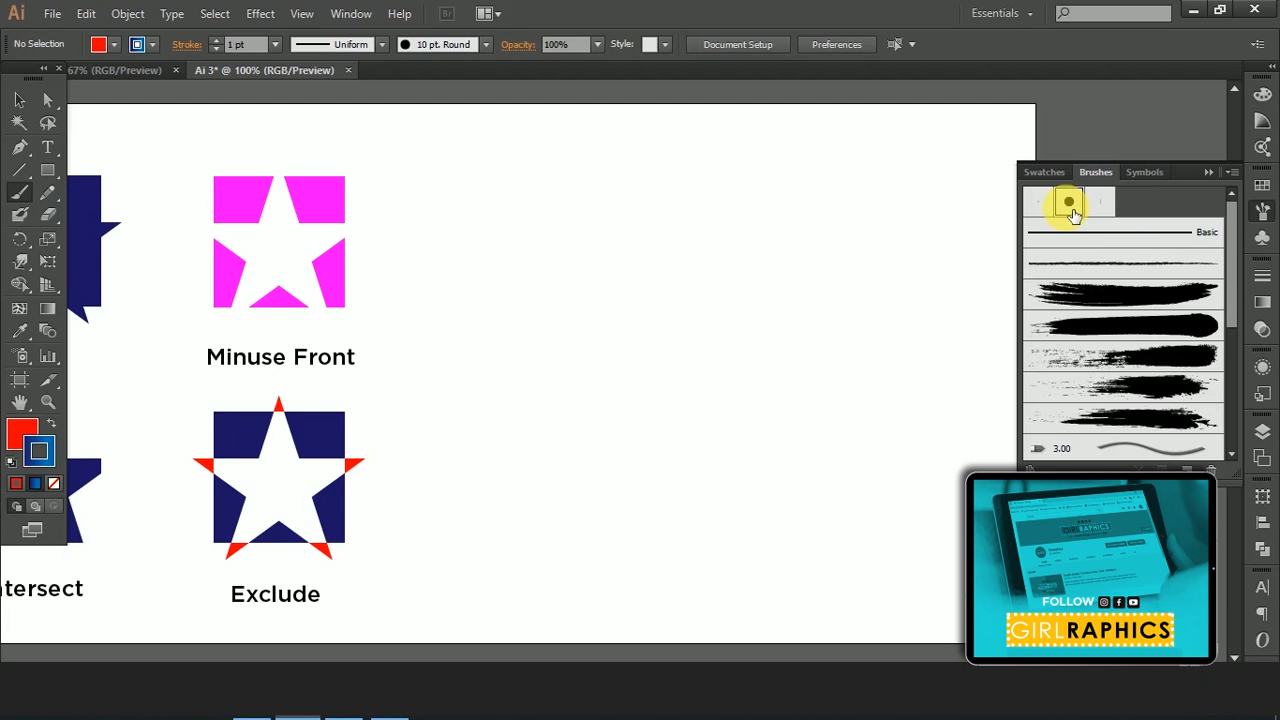 Ai File Edit Object Type Select Effect View Window Help Br Essentials
No Selection Stroke: 1 pt Uniform 10 pt. Round Opacity: 100% Style: Document Setup Preferences
67% (RGB/Preview) × Ai 3* @ 100% (RGB/Preview) ×
Swatches Brushes Symbols
Basic
3.00
Minuse Front
ntersect
Exclude
FOLLOW
GIRLRAPHICS